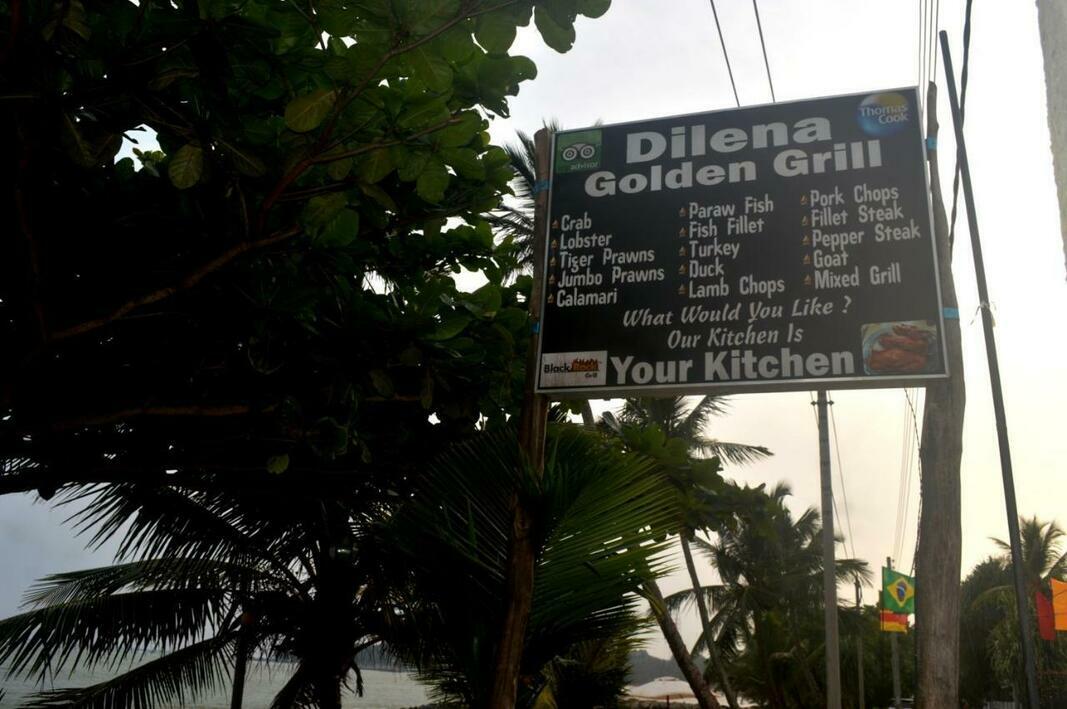 advisor
Thomas
Cook
Dilena
Golden Grill
Crab
Lobster
Tiger Prawns
Jumbo Prawns
Calamari
Paraw Fish
Fish Fillet
Turkey
Duck
Lamb Chops
Pork Chops
Fillet Steak
Pepper Steak
Goat
Mixed Grill
What Would You Like ?
Our Kitchen Is
Your Kitchen
Black
Grill